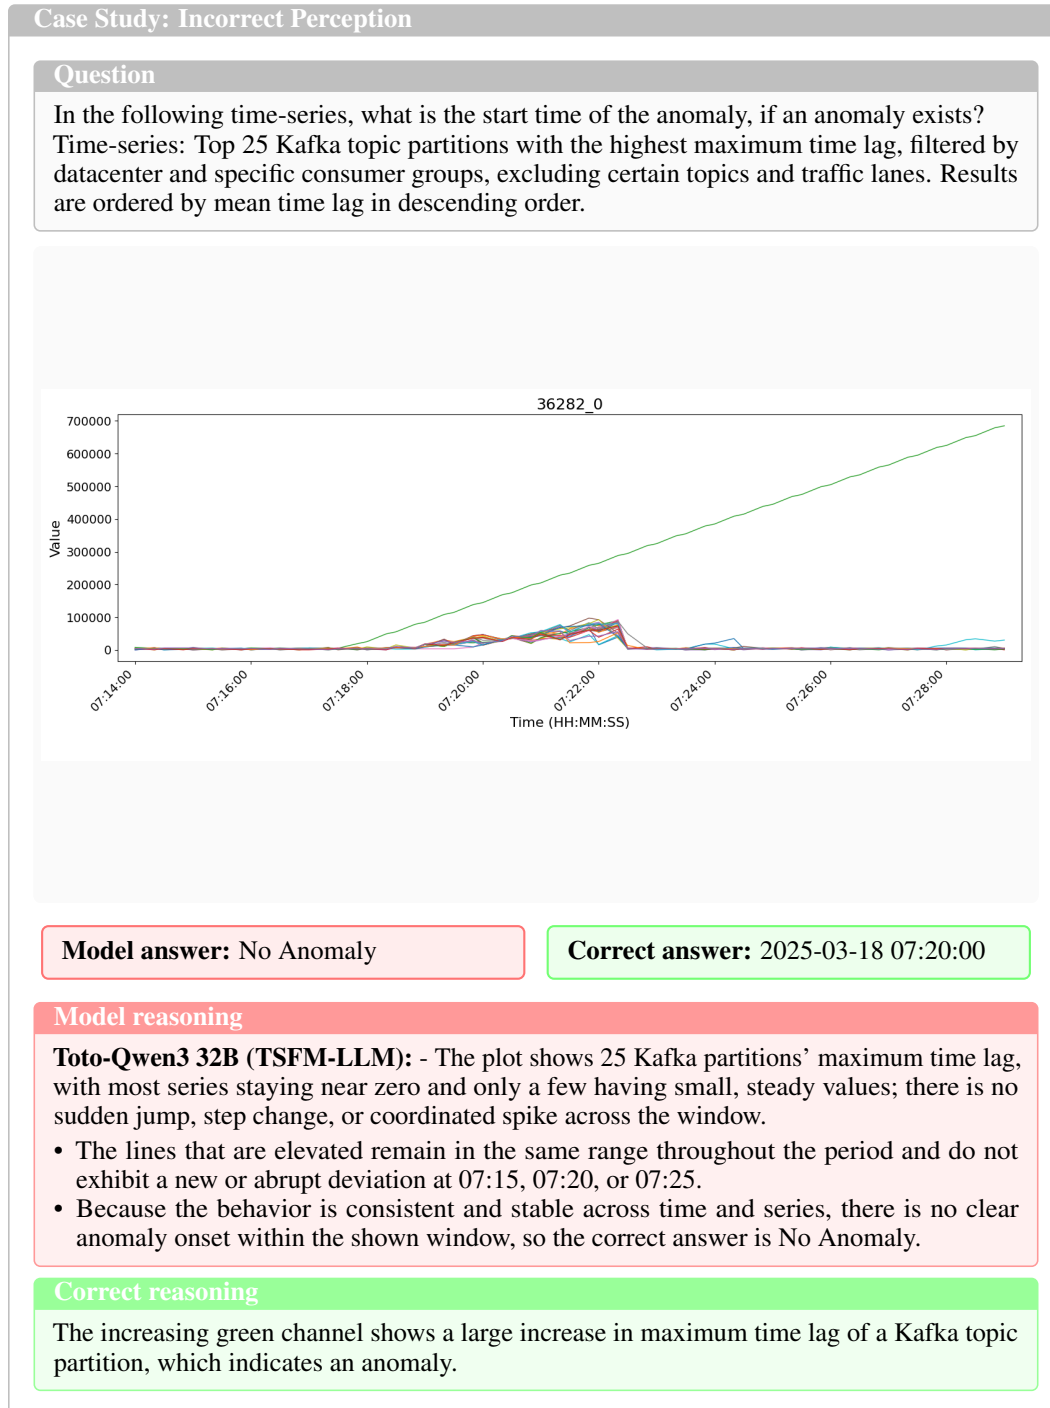 Case Study: Incorrect Perception
Question
In the following time-series, what is the start time of the anomaly, if an anomaly exists?
Time-series: Top 25 Kafka topic partitions with the highest maximum time lag, filtered by
datacenter and specific consumer groups, excluding certain topics and traffic lanes. Results
are ordered by mean time lag in descending order.
36282_0
700000
600000
500000
400000
300000
200000
100000
0
Value
07:14:00
07:16:00
07:18:00
07:20:00
07:22:00
07:24:00
07:26:00
07:28:00
Time (HH:MM:SS)
Model answer: No Anomaly
Correct answer: 2025-03-18 07:20:00
Model reasoning
Toto-Qwen3 32B (TSFM-LLM): - The plot shows 25 Kafka partitions' maximum time lag,
with most series staying near zero and only a few having small, steady values; there is no
sudden jump, step change, or coordinated spike across the window.
• The lines that are elevated remain in the same range throughout the period and do not
exhibit a new or abrupt deviation at 07:15, 07:20, or 07:25.
• Because the behavior is consistent and stable across time and series, there is no clear
anomaly onset within the shown window, so the correct answer is No Anomaly.
Correct reasoning
The increasing green channel shows a large increase in maximum time lag of a Kafka topic
partition, which indicates an anomaly.